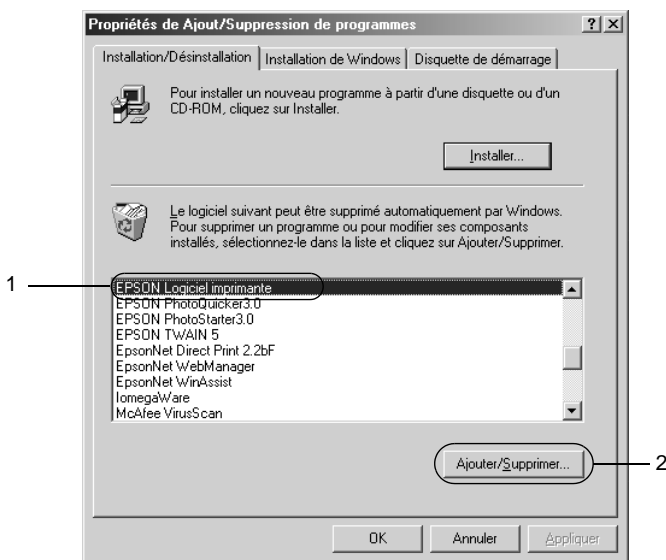 Propriétés de Ajout/Suppression de programmes
Installation/Désinstallation Installation de Windows Disquette de démarrage
Pour installer un nouveau programme à partir d'une disquette ou d'un
CD-ROM, cliquez sur Installer.
Installer...
Le logiciel suivant peut être supprimé automatiquement par Windows.
Pour supprimer un programme ou pour modifier ses composants
installés, sélectionnez-le dans la liste et cliquez sur Ajouter/Supprimer.
1
EPSON Logiciel imprimante
EPSON PhotoQuicker3.0
EPSON PhotoStarter3.0
EPSON TWAIN 5
EpsonNet Direct Print 2.2bF
EpsonNet WebManager
EpsonNet WinAssist
IomegaWare
McAfee VirusScan
Ajouter/Supprimer...
2
OK Annuler Appliquer